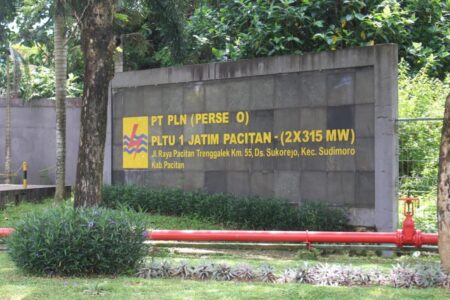 PT PLN (PERSE O)
PLTU 1 JATIM PACITAN - (2X315 MW)
Jl Raya Pacitan Trenggalek Km. 55, Ds. Sukorejo, Kec. Sudimoro
Kab Pacitan